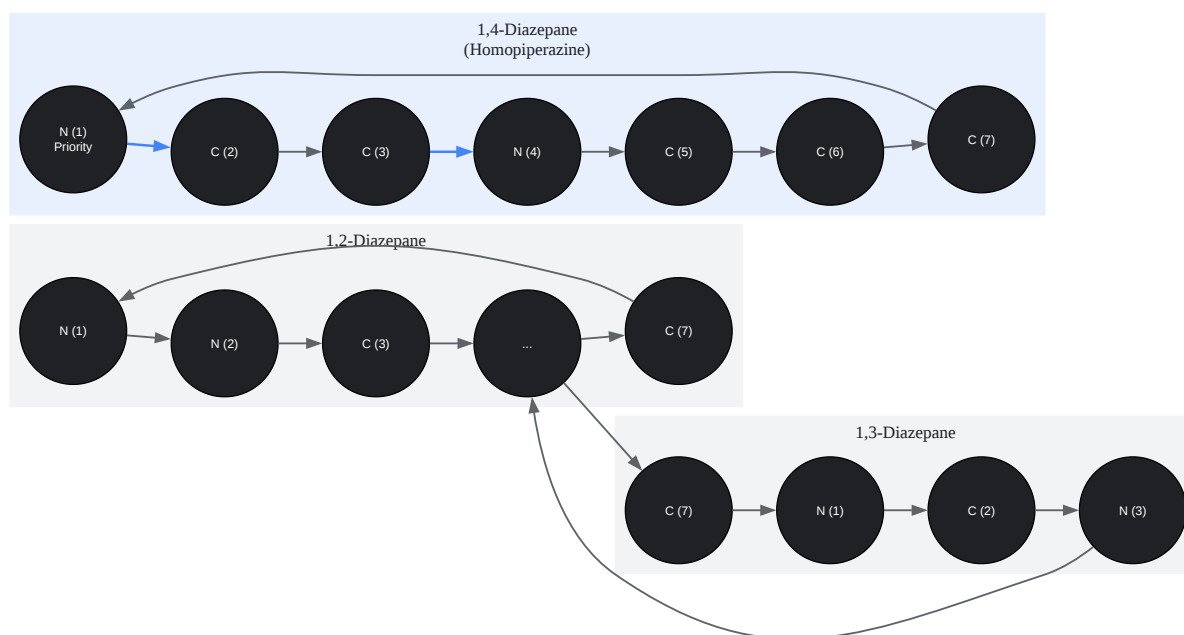 1,4-Diazepane
(Homopiperazine)
N (1)
Priority
C (2)
C (3)
N (4)
C (5)
C (6)
C (7)
1,2-Diazepane
N (1)
N (2)
C (3)
...
C (7)
1,3-Diazepane
C (7)
N (1)
C (2)
N (3)